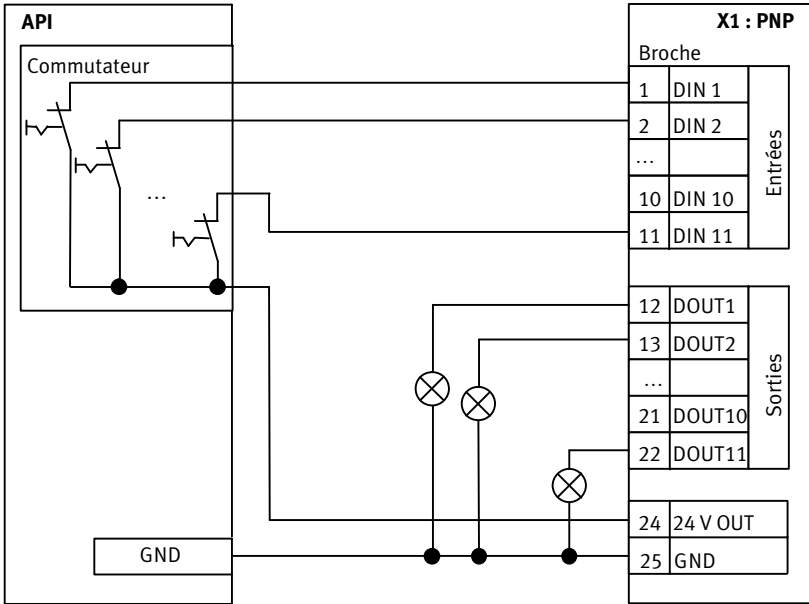 API
X1 : PNP
Commutateur
Broche
1 DIN 1
2 DIN 2
...
10 DIN 10
11 DIN 11
Entrées
...
12 DOUT1
13 DOUT2
...
21 DOUT10
22 DOUT11
Sorties
24 24 V OUT
25 GND
GND